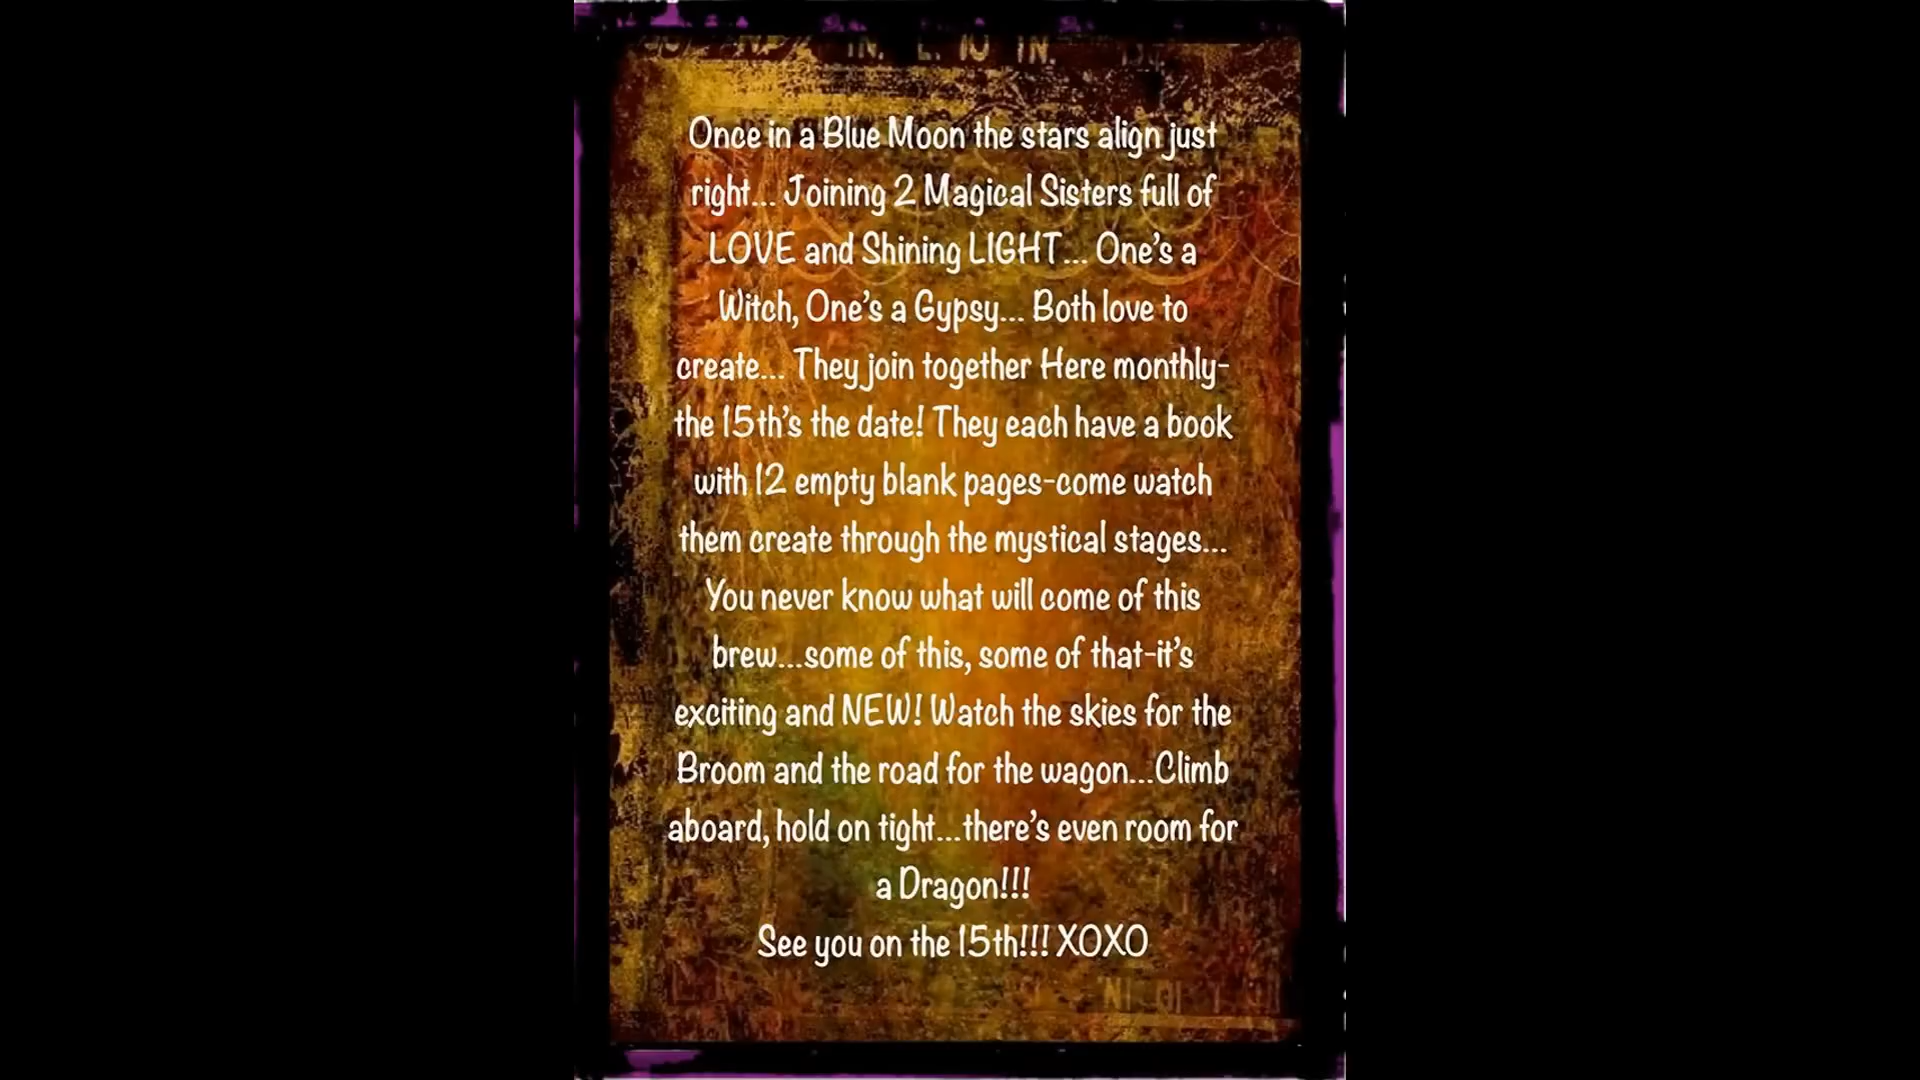 Once in a Blue Moon the stars align just
right... Joining 2 Magical Sisters full of
LOVE and Shining LIGHT... One's a
Witch, One's a Gypsy... Both love to
create... They join together Here monthly-
the 15th's the date! They each have a book
with 12 empty blank pages-come watch
them create through the mystical stages...
You never know what will come of this
brew...some of this, some of that-it's
exciting and NEW! Watch the skies for the
Broom and the road for the wagon...Climb
aboard, hold on tight...there's even room for
a Dragon!!!
See you on the 15th!!! XOXO